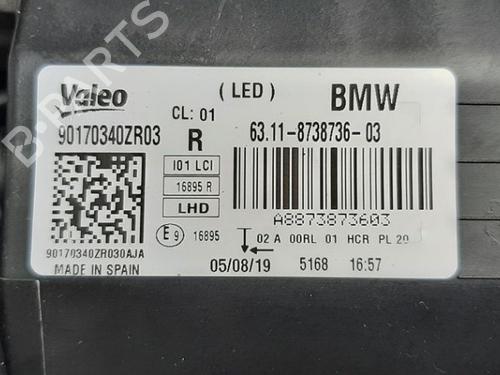 Valeo
( LED )
BMW
CL: 01
90170340ZR03
R
63.11-8738736-03
I01 LCI
16895 R
LHD
A8873873603
E9 16895
02 A 00RL 01 HCR PL 20
90170340ZR030AJA
MADE IN SPAIN
05/08/19 5168 16:57
B-PARTS